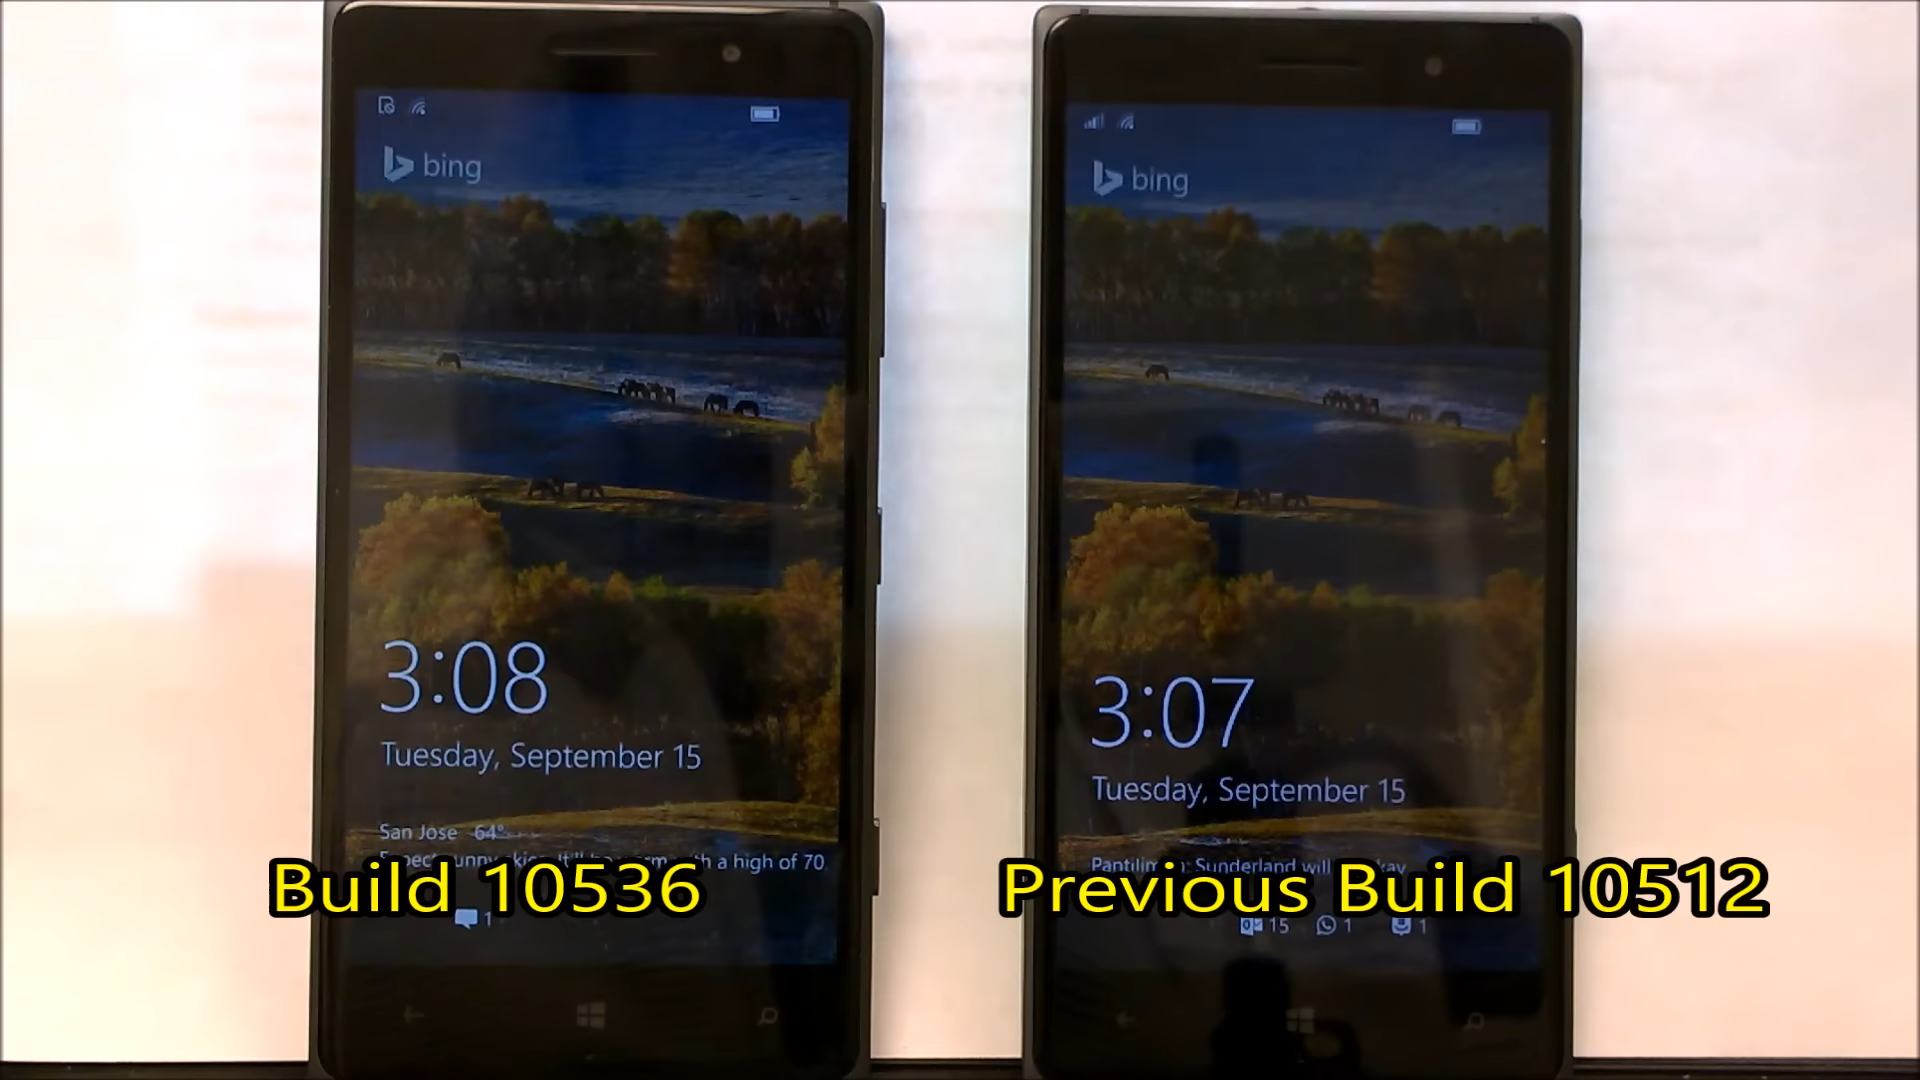 bing
3:08
Tuesday, September 15
San Jose 64°
a high of 70.
Build 10536
1
bing
3:07
Tuesday, September 15
Sunderland will
Previous Build 10512
15 1 1